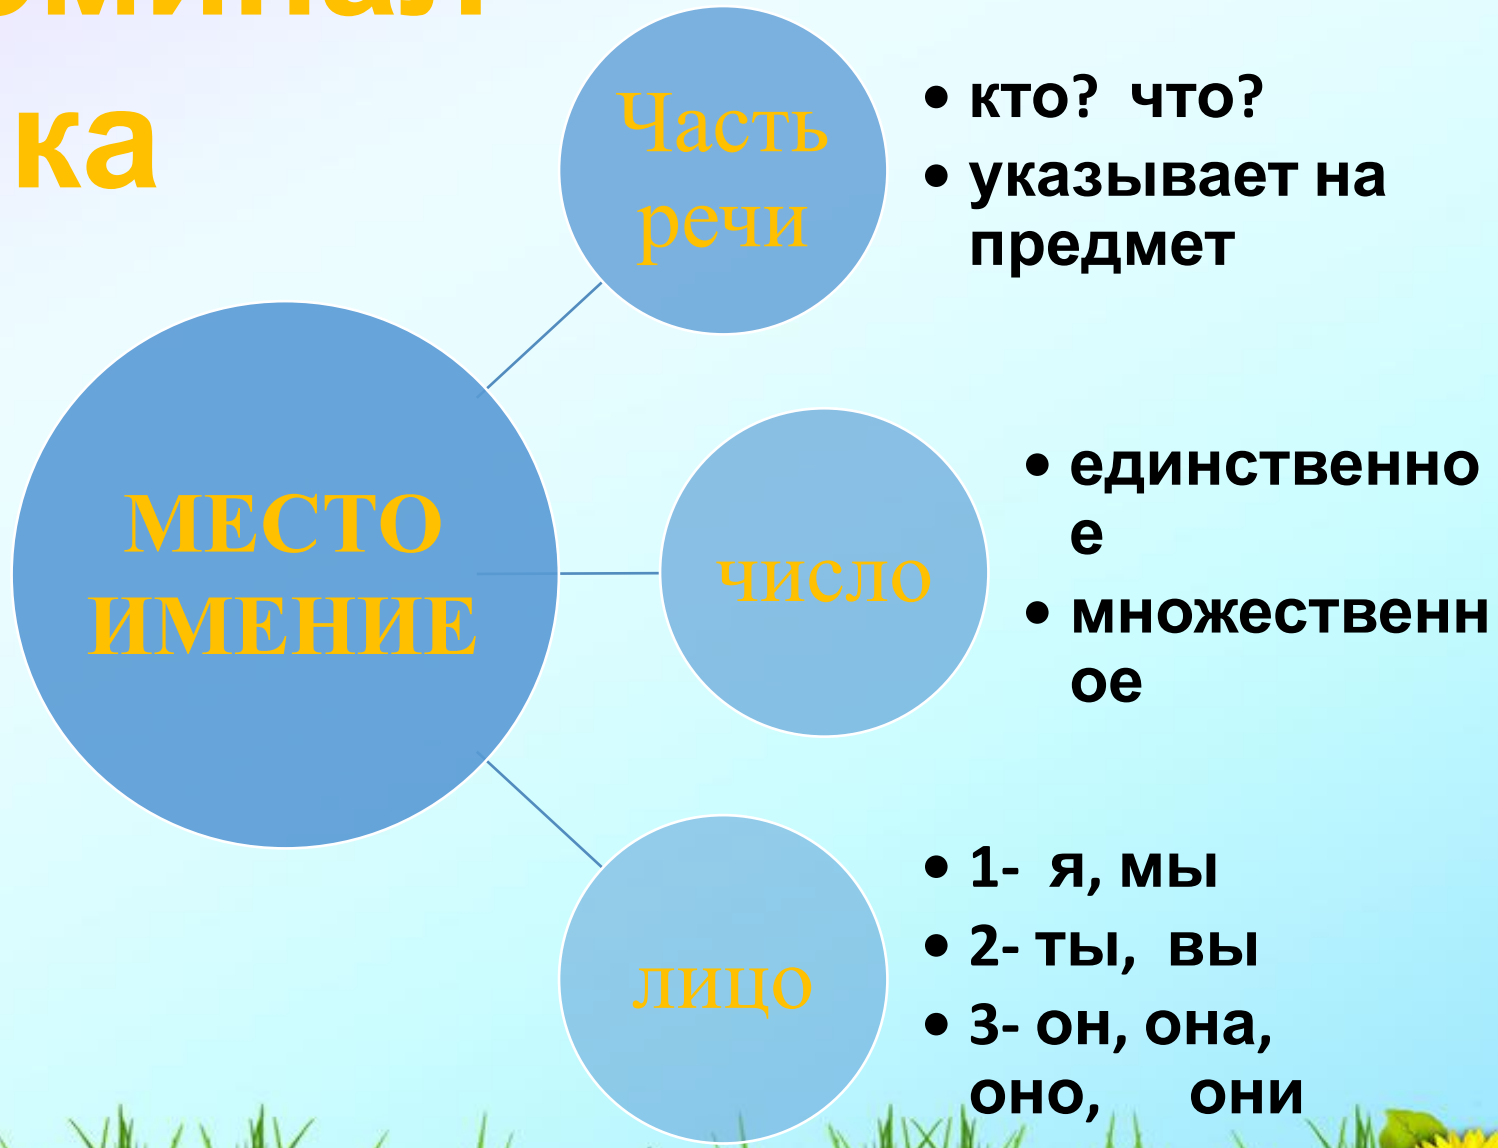 оминал
ка
Часть
речи
• кто? что?
• указывает на
предмет
МЕСТО
ИМЕНИЕ
число
• единственно
е
• множественн
ое
лицо
• 1- я, мы
• 2- ты, вы
• 3- он, она,
оно, они